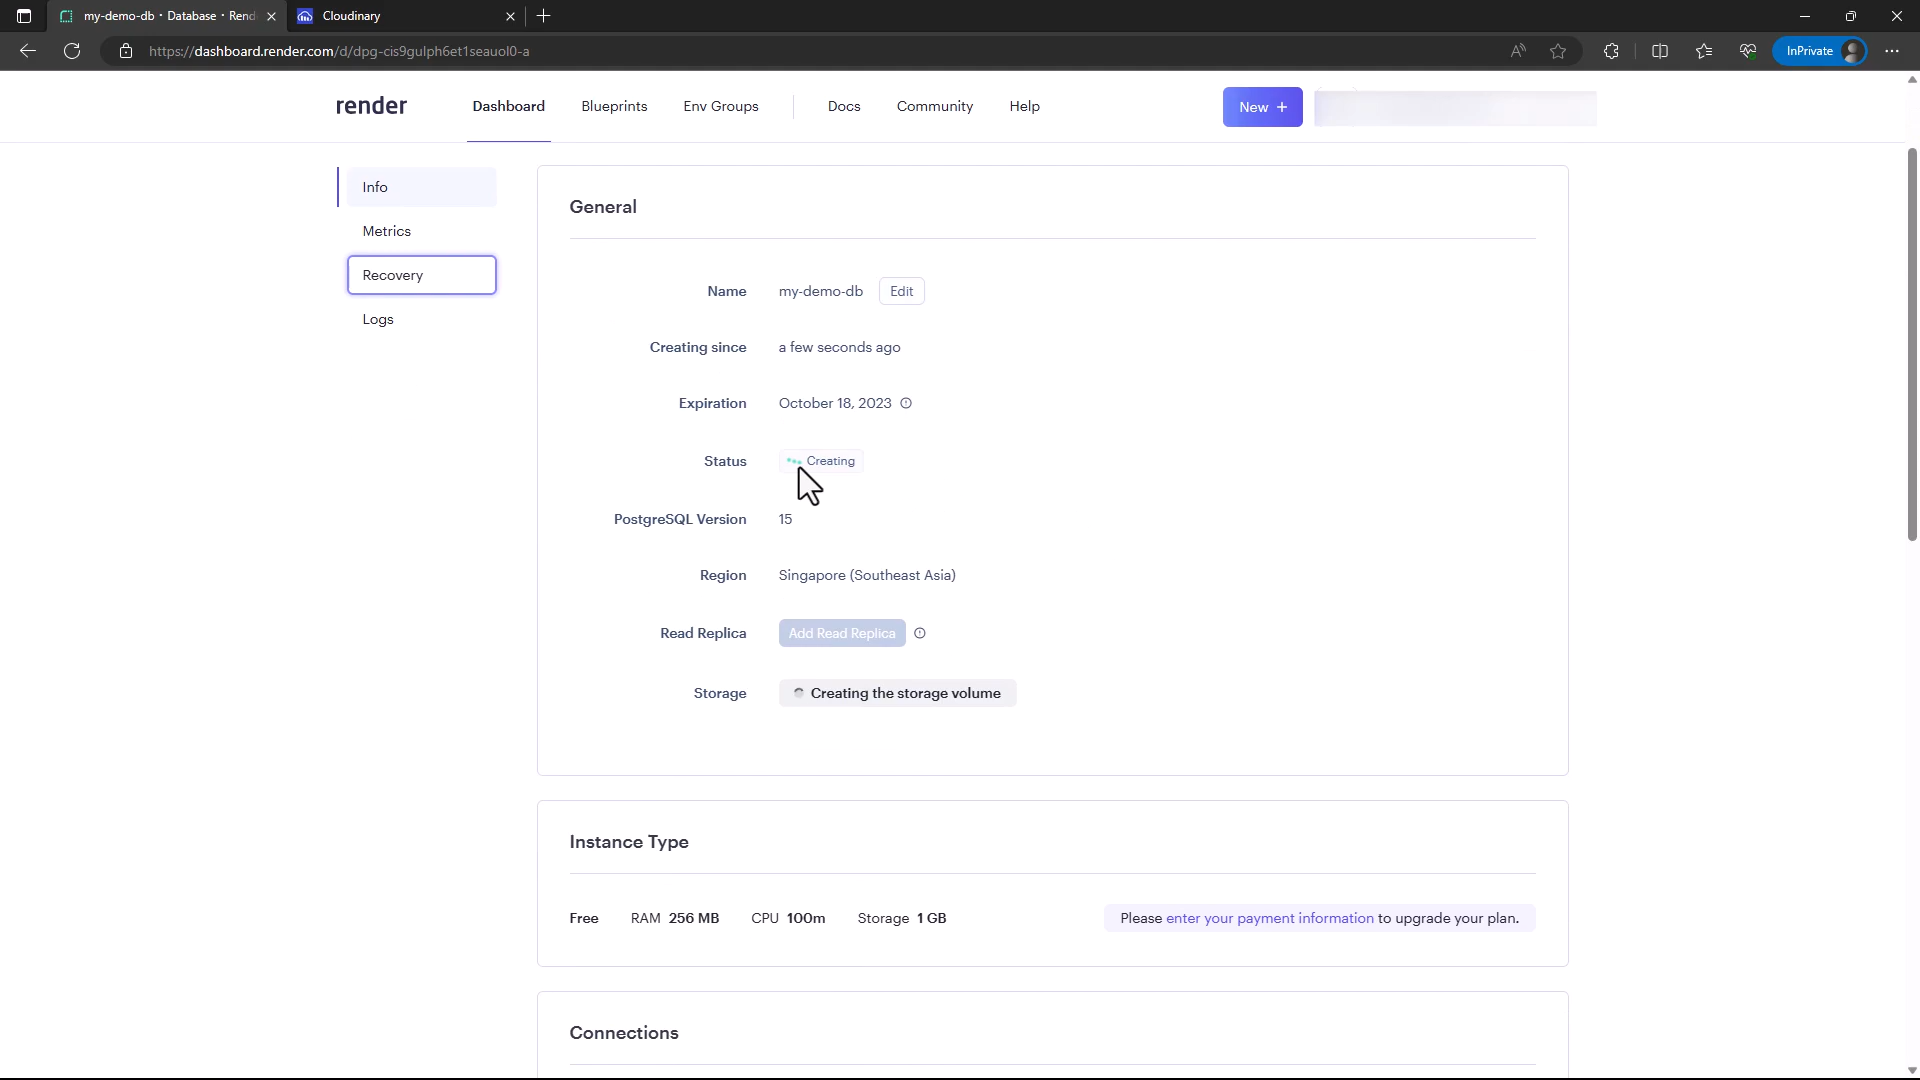 my-demo-db · Database · Rend
Cloudinary
https://dashboard.render.com/d/dpg-cis9gulph6et1seauol0-a
InPrivate
render
Dashboard
Blueprints
Env Groups
Docs
Community
Help
New +
Info
Metrics
Recovery
Logs
General
Name my-demo-db Edit
Creating since a few seconds ago
Expiration October 18, 2023
Status Creating
PostgreSQL Version 15
Region Singapore (Southeast Asia)
Read Replica Add Read Replica
Storage Creating the storage volume
Instance Type
Free RAM 256 MB CPU 100m Storage 1 GB Please enter your payment information to upgrade your plan.
Connections